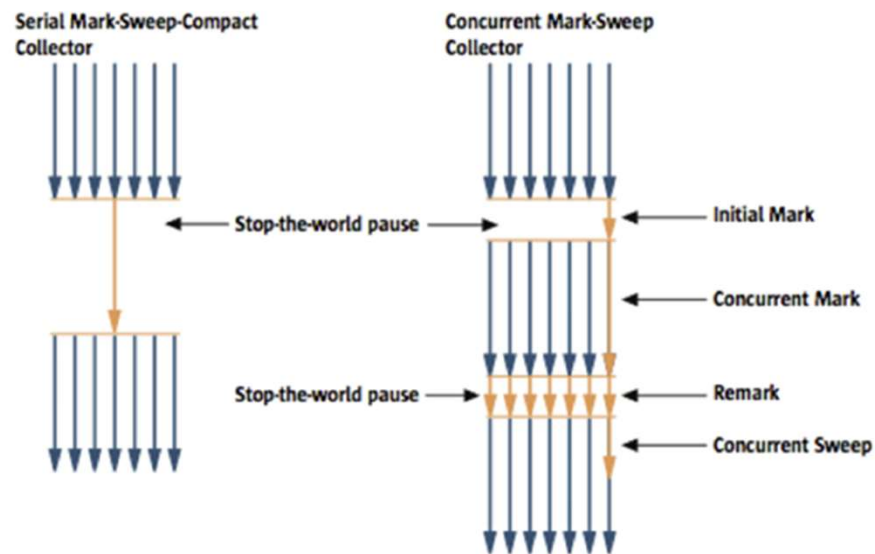 Serial Mark-Sweep-Compact
Collector
Concurrent Mark-Sweep
Collector
Stop-the-world pause
Initial Mark
Concurrent Mark
Stop-the-world pause
Remark
Concurrent Sweep